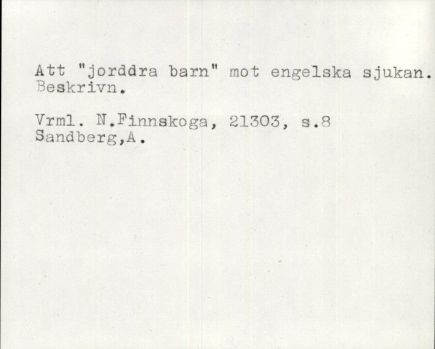 Att "jorddra barn" mot engelska sjukan.
Beskrivn.
Vrml. N.Finnskoga, 21303, s.8
Sandberg,A.